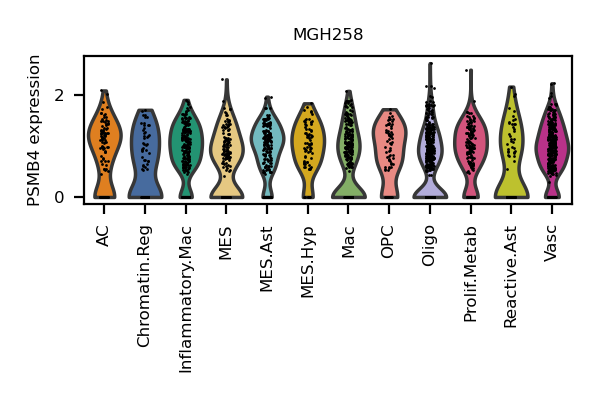 MGH258
PSMB4 expression
2
0
AC
Chromatin.Reg
Inflammatory.Mac
MES
MES.Ast
MES.Hyp
Mac
OPC
Oligo
Prolif.Metab
Reactive.Ast
Vasc